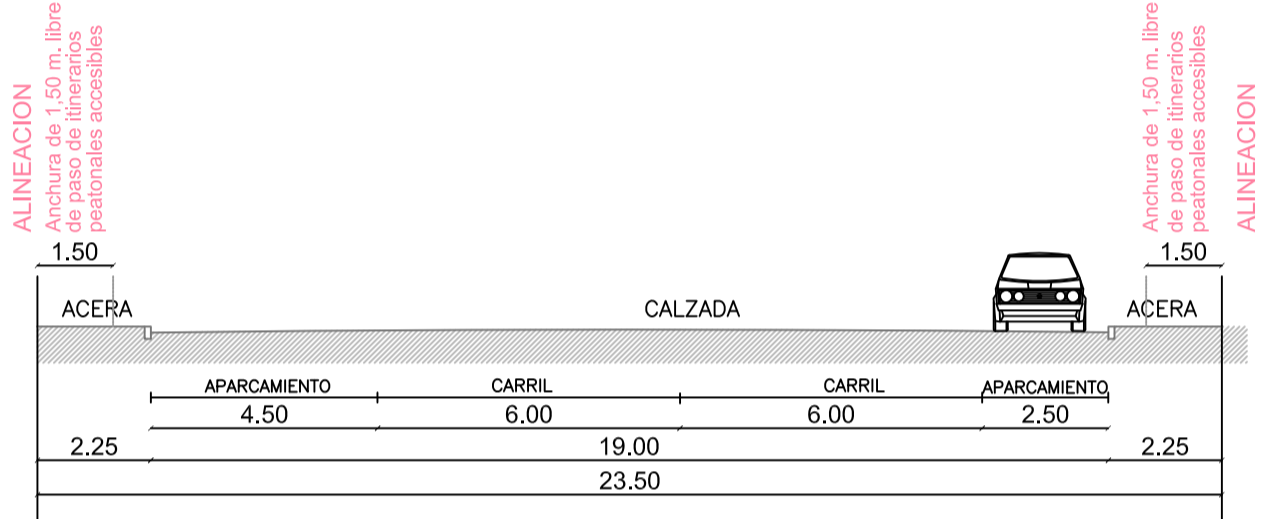 ALINEACION
Anchura de 1,50 m. libre
de paso de itinerarios
peatonales accesibles
Anchura de 1,50 m. libre
de paso de itinerarios
peatonales accesibles
ALINEACION
1.50
1.50
ACERA
CALZADA
ACERA
APARCAMIENTO
CARRIL
CARRIL
APARCAMIENTO
4.50
6.00
6.00
2.50
2.25
19.00
2.25
23.50